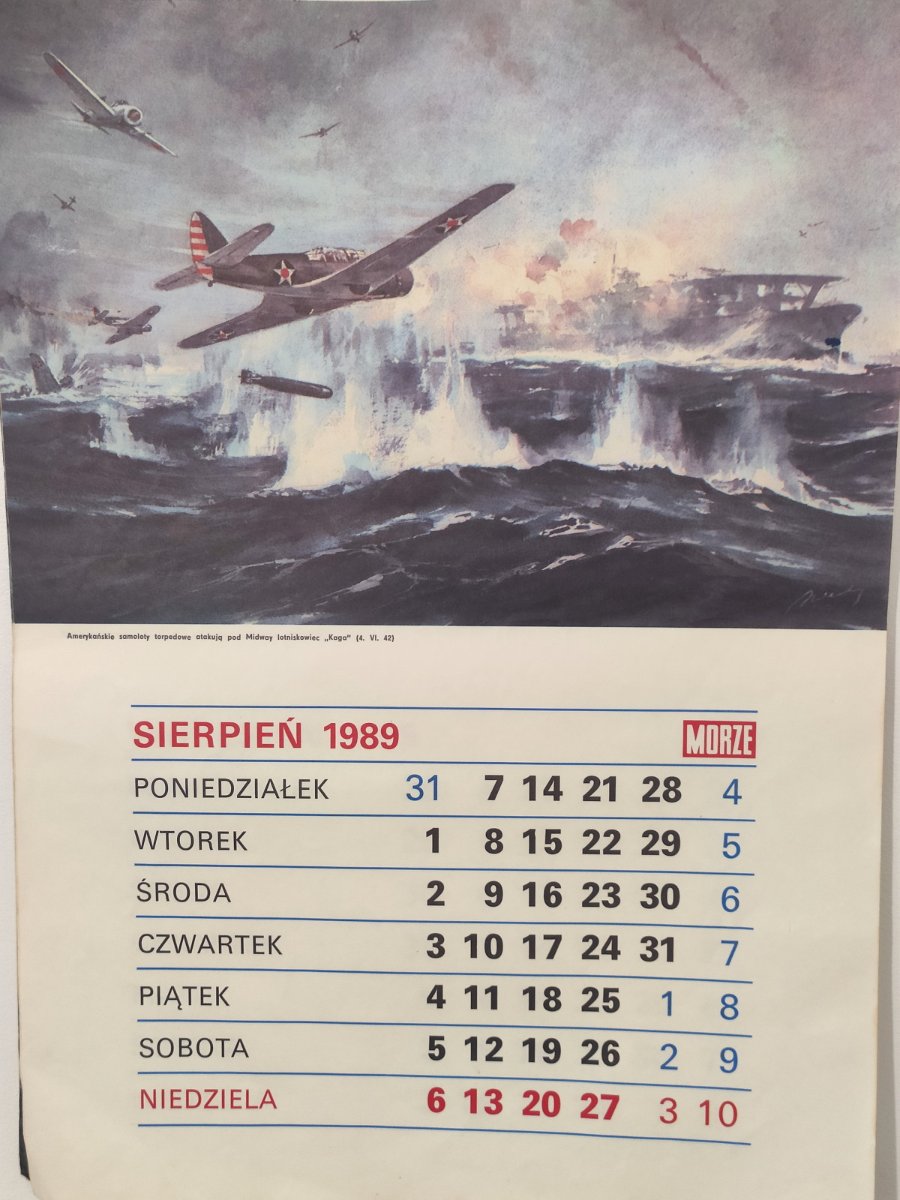 Amerykańskie samoloty torpedowe atakują pod Midway lotniskowiec „Kaga" (4. VI. 42)
SIERPIEŃ 1989 MORZE
PONIEDZIAŁEK 31 7 14 21 28 4
WTOREK 1 8 15 22 29 5
ŚRODA 2 9 16 23 30 6
CZWARTEK 3 10 17 24 31 7
PIĄTEK 4 11 18 25 1 8
SOBOTA 5 12 19 26 2 9
NIEDZIELA 6 13 20 27 3 10